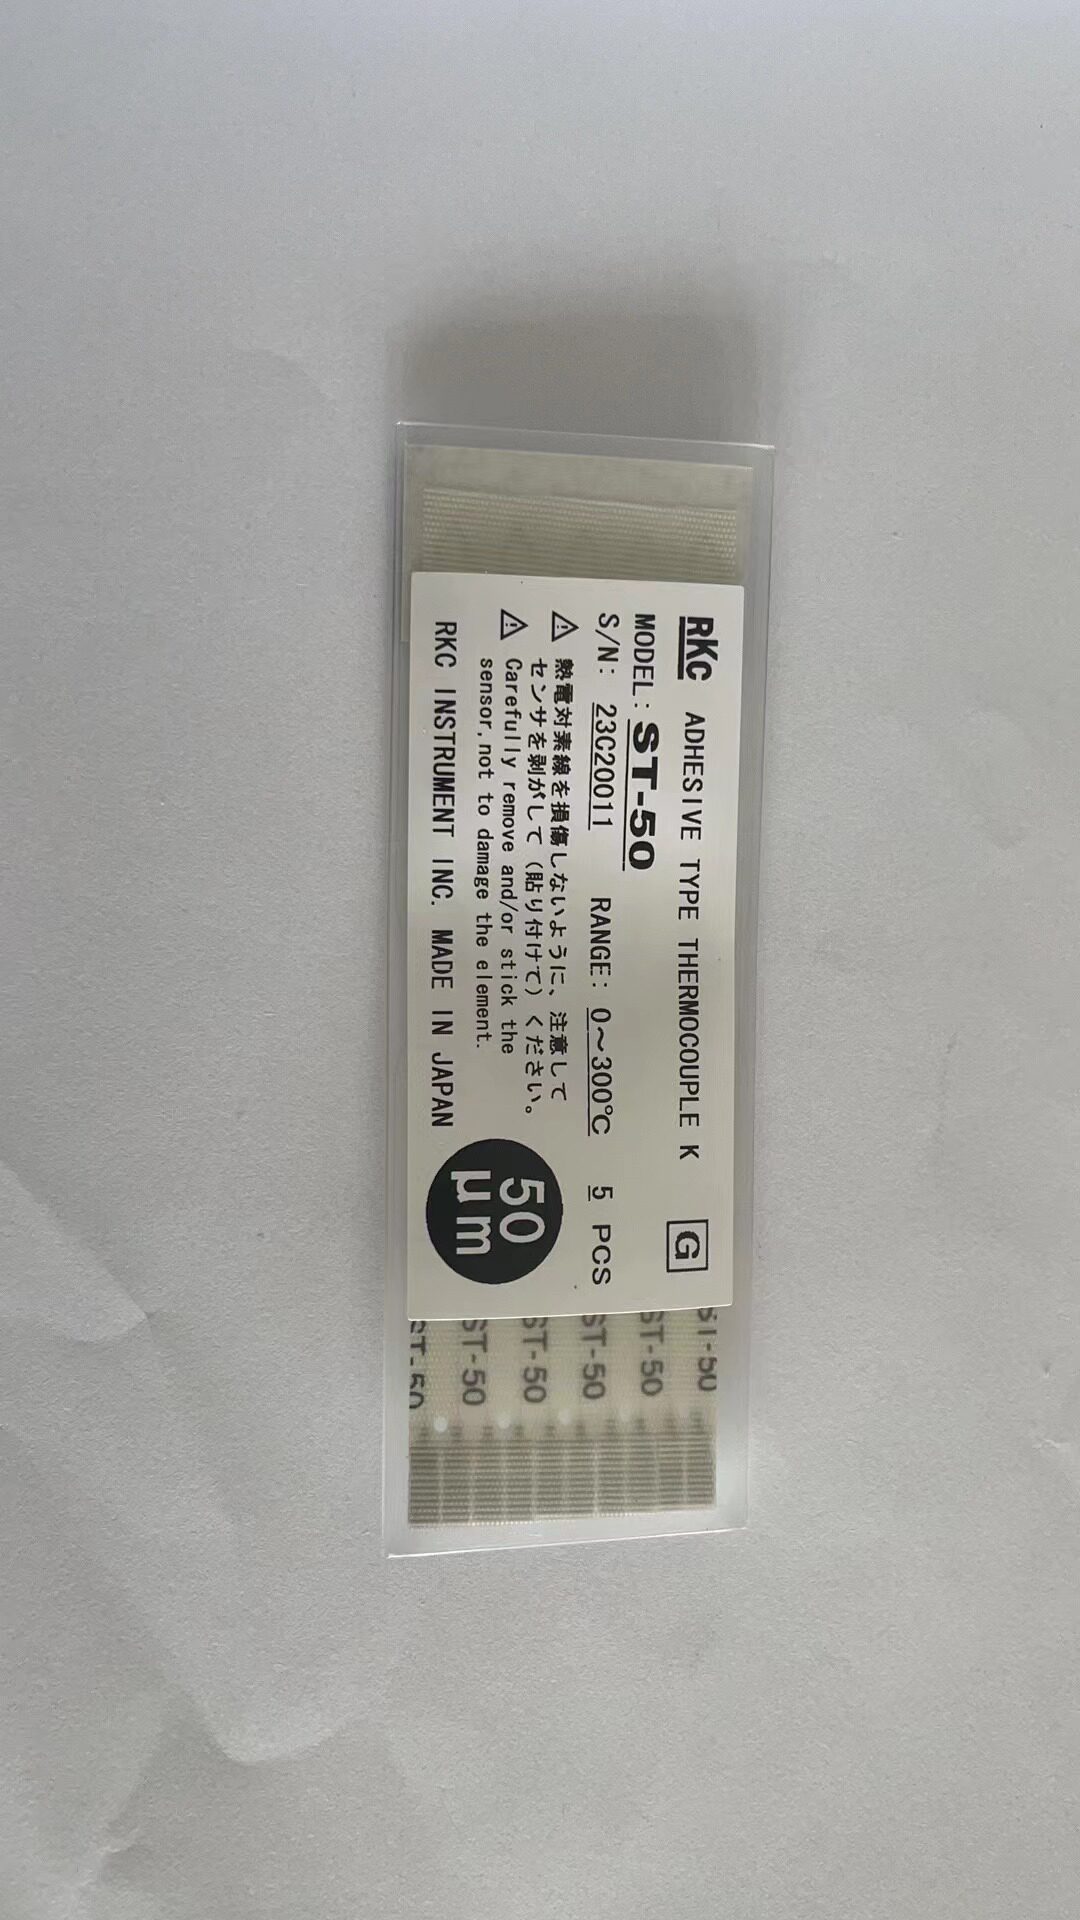 RKC ADHESIVE TYPE THERMOCOUPLE K G
MODEL: ST-50
S/N: 23C20011 RANGE: 0~300℃ 5 PCS
⚠ 熱電対素線を損傷しないように、注意して
センサを剥がして(貼り付けて)ください。
⚠ Carefully remove and/or stick the
sensor,not to damage the element.
RKC INSTRUMENT INC. MADE IN JAPAN
50
μm
ST-50
ST-50
ST-50
ST-50
ST-50
ST-50